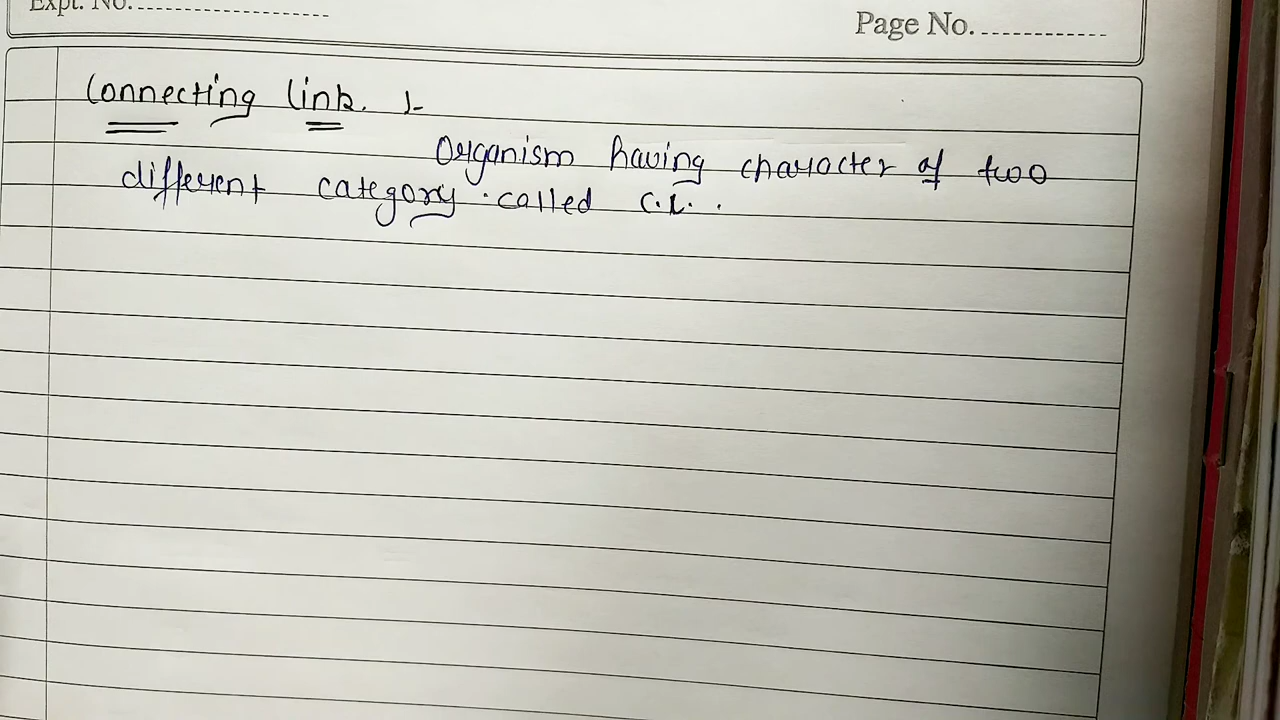 Expt. No.
Page No.
Connecting link :-
Organism having character of two
different category called C.L.